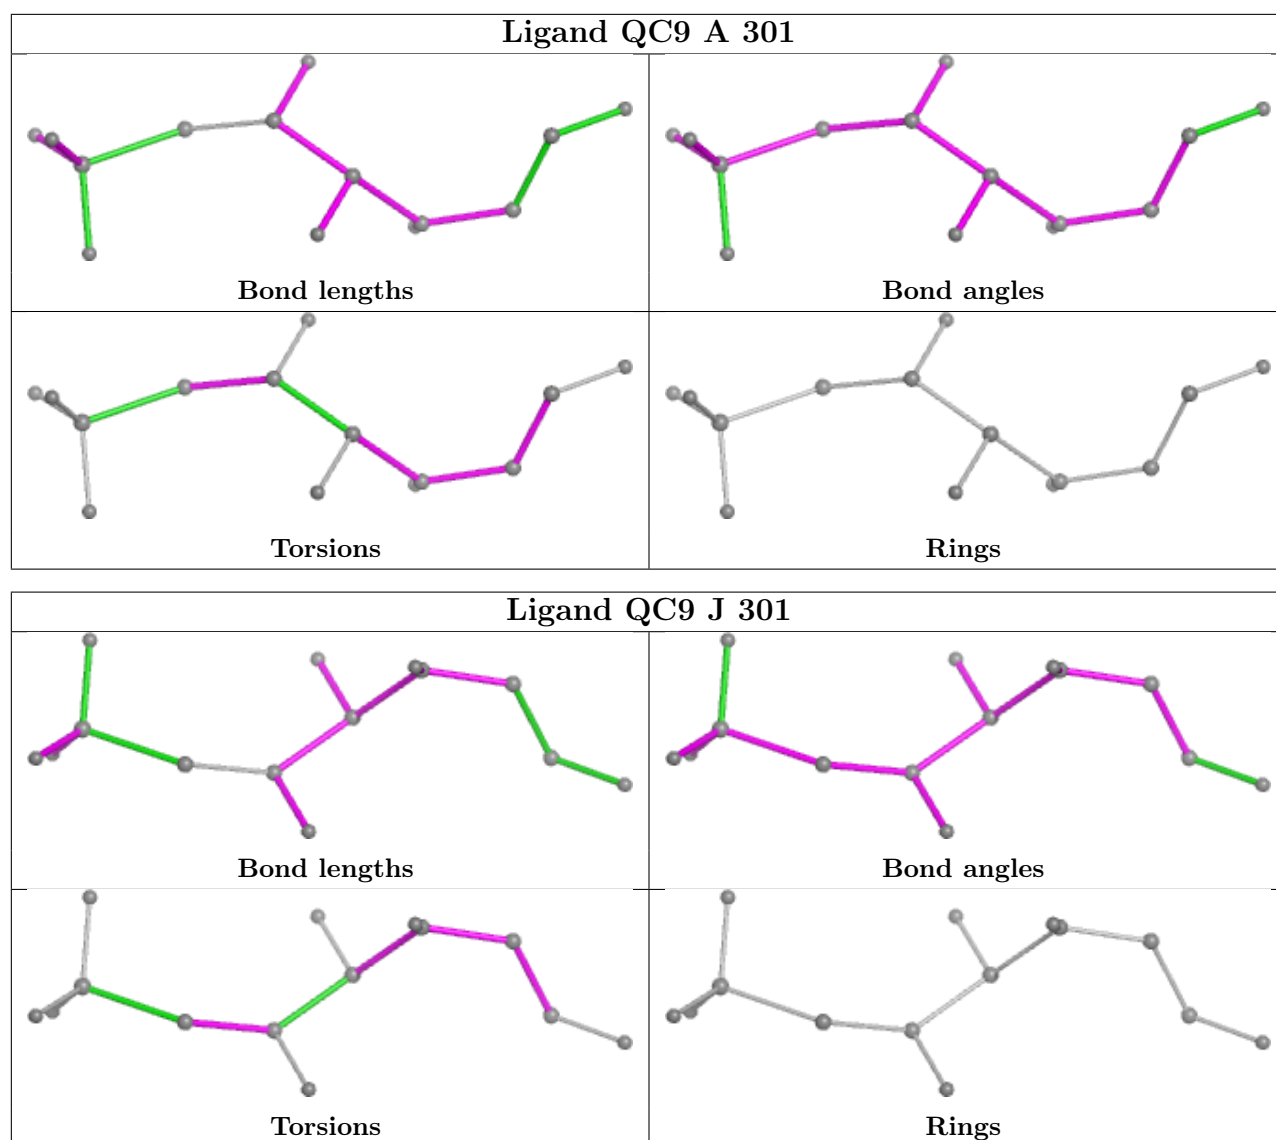 Ligand QC9 A 301
Bond lengths
Bond angles
Torsions
Rings
Ligand QC9 J 301
Bond lengths
Bond angles
Torsions
Rings